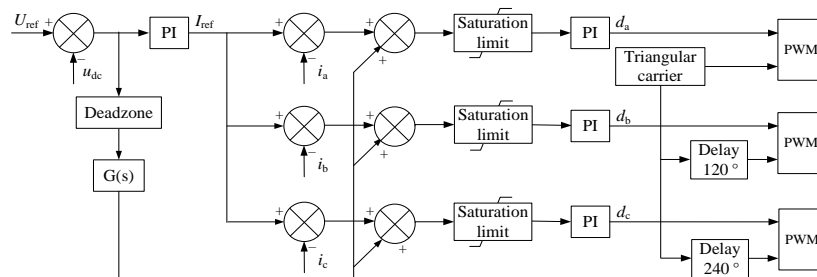 U_ref + − u_dc PI I_ref + − i_a + + Saturation limit PI d_a PWM
Triangular carrier
Deadzone
+ − i_b + + Saturation limit PI d_b PWM
Delay 120 °
G(s)
+ − i_c + + Saturation limit PI d_c PWM
Delay 240 °